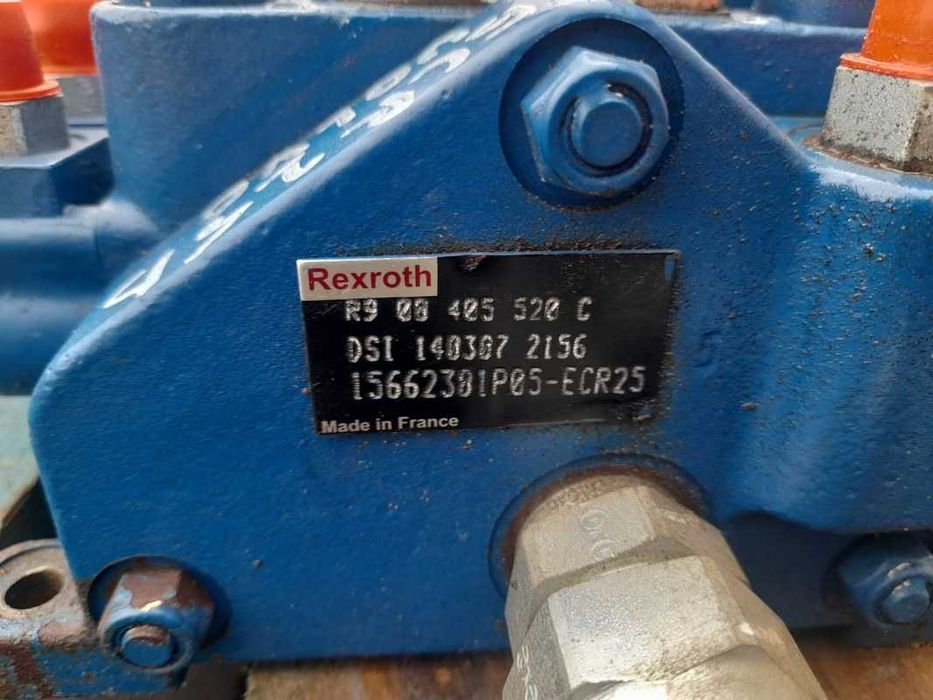 Rexroth
R9 00 405 520 C
DSI 140307 2156
15662301P05-ECR25
Made in France